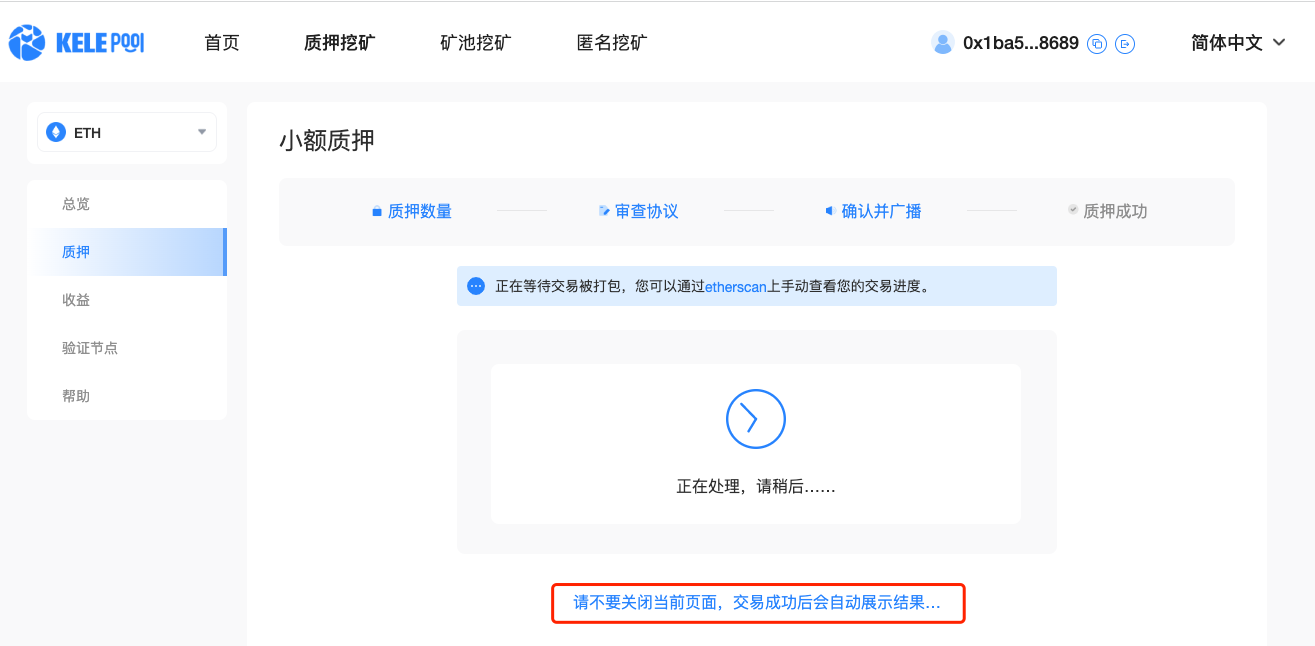 KELE POOL 首页 质押挖矿 矿池挖矿 匿名挖矿 0x1ba5...8689 简体中文
ETH
总览
质押
收益
验证节点
帮助
小额质押
质押数量 审查协议 确认并广播 质押成功
正在等待交易被打包，您可以通过etherscan上手动查看您的交易进度。
正在处理，请稍后......
请不要关闭当前页面，交易成功后会自动展示结果...